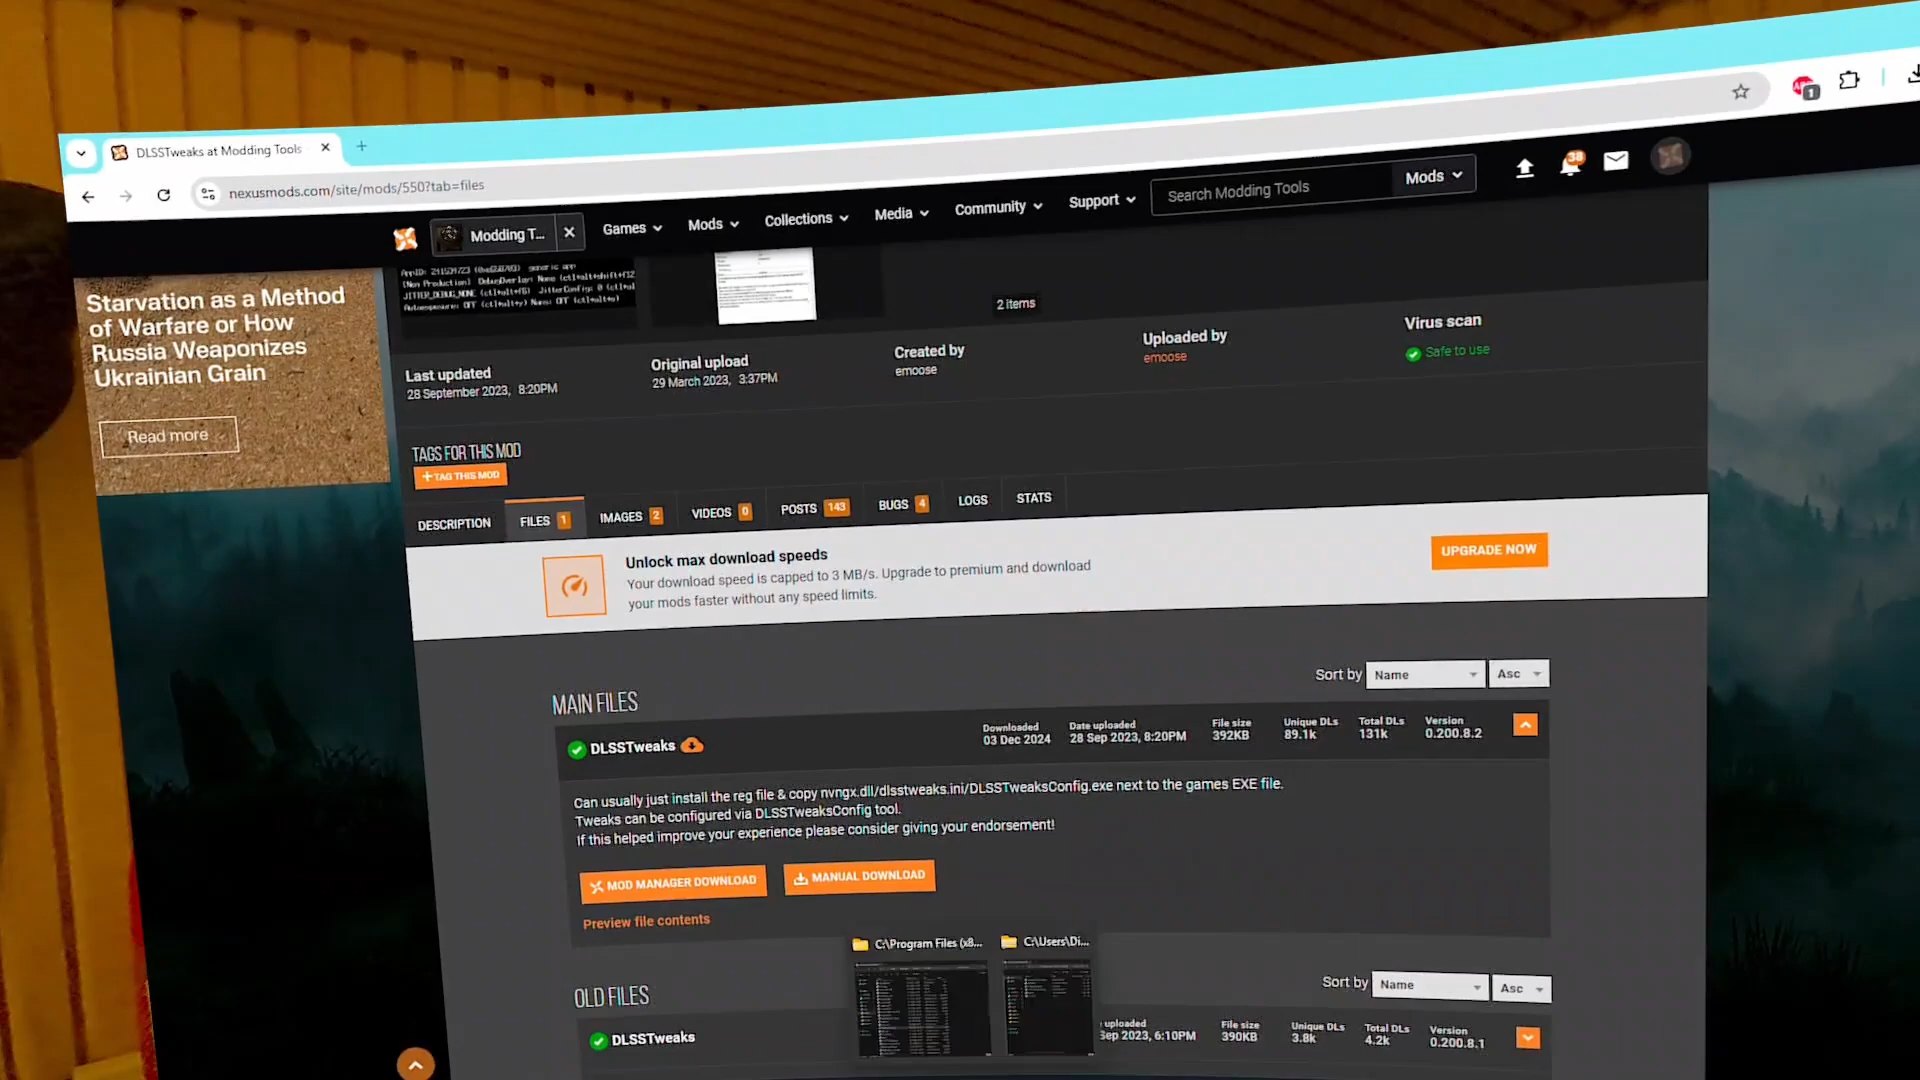 DLSSTweaks at Modding Tools
nexusmods.com/site/mods/550?tab=files
1
Modding T...
Games
Mods
Collections
Media
Community
Support
Search Modding Tools
Mods
38
Starvation as a Method
of Warfare or How
Russia Weaponizes
Ukrainian Grain
Read more
2 items
Last updated
28 September 2023, 8:20PM
Original upload
29 March 2023, 3:37PM
Created by
emoose
Uploaded by
emoose
Virus scan
Safe to use
TAGS FOR THIS MOD
+TAG THIS MOD
DESCRIPTION
FILES 1
IMAGES 2
VIDEOS 0
POSTS 143
BUGS 4
LOGS
STATS
Unlock max download speeds
Your download speed is capped to 3 MB/s. Upgrade to premium and download
your mods faster without any speed limits.
UPGRADE NOW
Sort by Name Asc
MAIN FILES
DLSSTweaks
Downloaded
03 Dec 2024
Date uploaded
28 Sep 2023, 8:20PM
File size
392KB
Unique DLs
89.1k
Total DLs
131k
Version
0.200.8.2
Can usually just install the reg file & copy nvngx.dll/dlsstweaks.ini/DLSSTweaksConfig.exe next to the games EXE file.
Tweaks can be configured via DLSSTweaksConfig tool.
If this helped improve your experience please consider giving your endorsement!
MOD MANAGER DOWNLOAD
MANUAL DOWNLOAD
Preview file contents
C:\Program Files (x8...
C:\Users\Di...
Sort by Name Asc
OLD FILES
DLSSTweaks
uploaded
Sep 2023, 6:10PM
File size
390KB
Unique DLs
3.8k
Total DLs
4.2k
Version
0.200.8.1